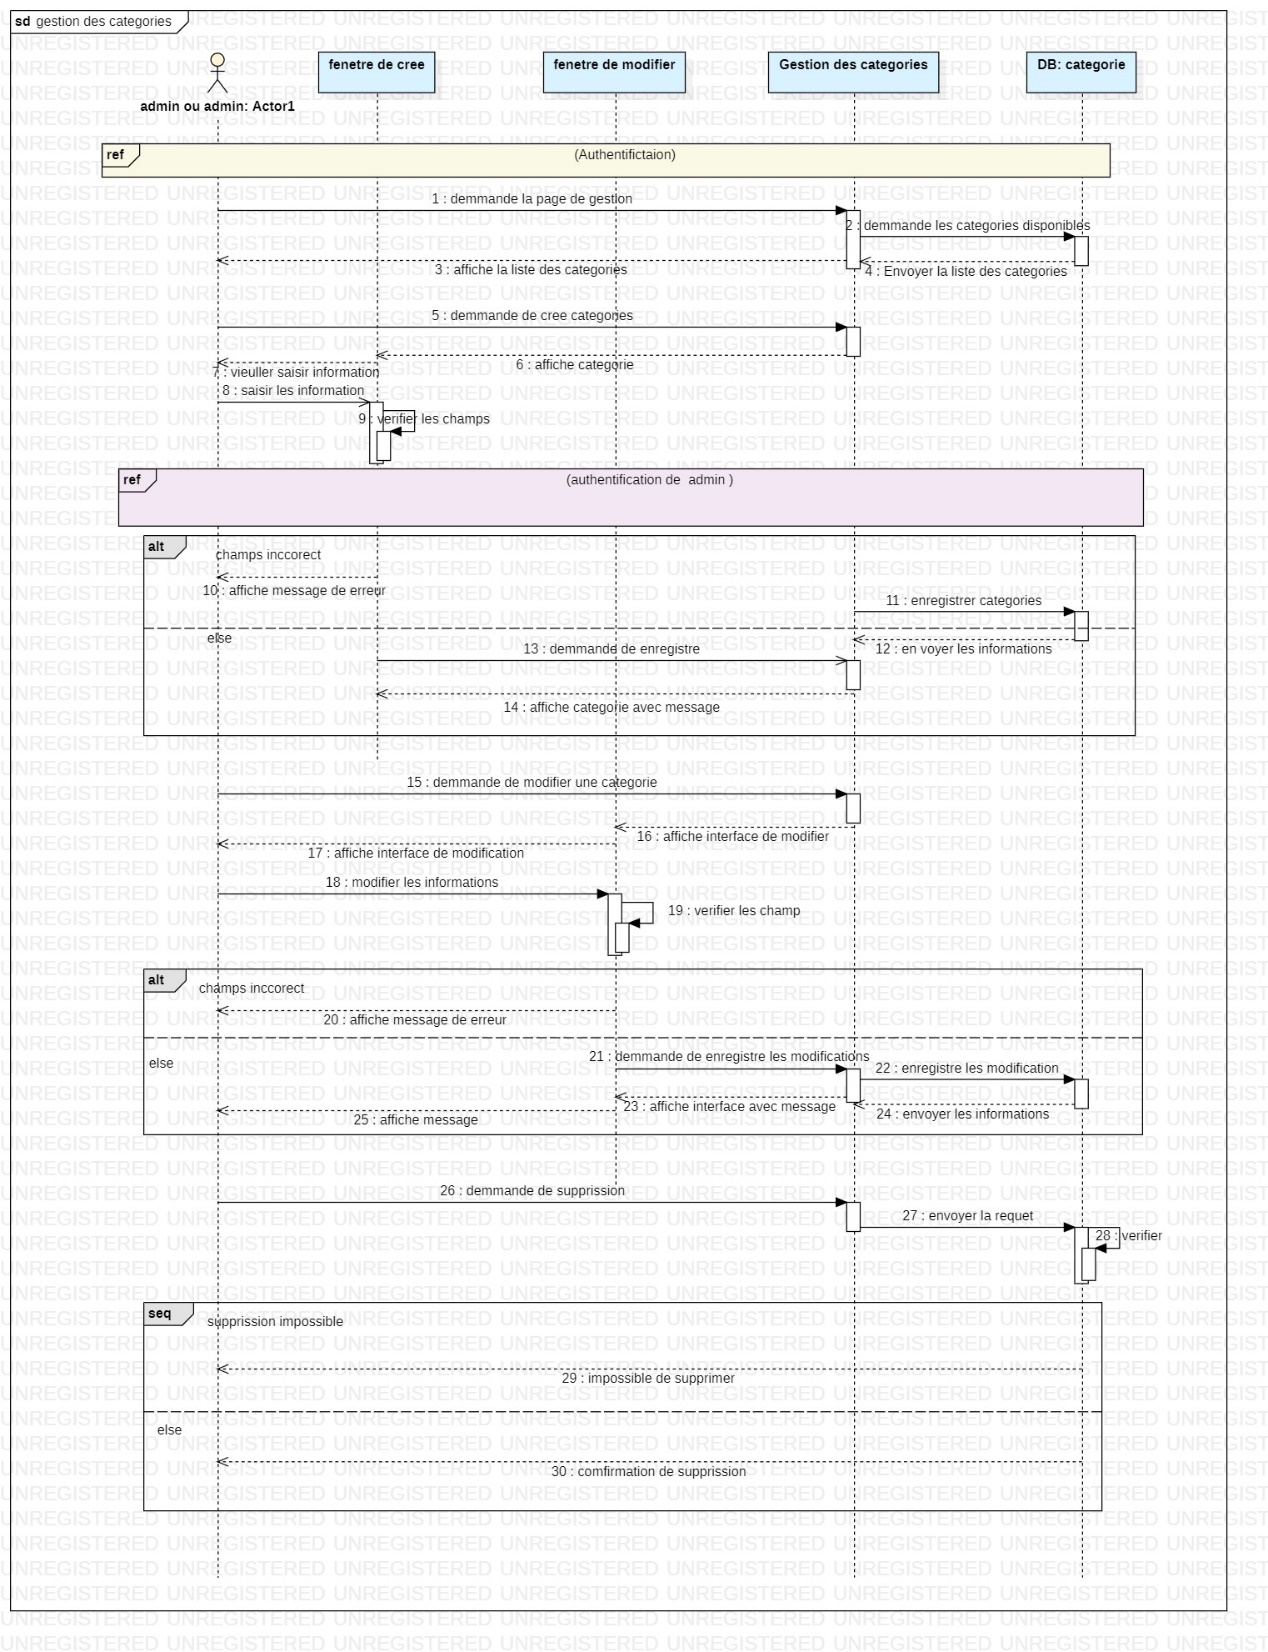 sd gestion des categories
fenetre de cree
fenetre de modifier
Gestion des categories
DB: categorie
admin ou admin: Actor1
ref
(Authentifictaion)
1 : demmande la page de gestion
2 : demmande les categories disponibles
3 : affiche la liste des categories
4 : Envoyer la liste des categories
5 : demmande de cree categories
6 : affiche categorie
7 : vieuller saisir information
8 : saisir les information
9 : verifier les champs
ref
(authentification de admin )
alt
champs inccorect
10 : affiche message de erreur
11 : enregistrer categories
else
12 : en voyer les informations
13 : demmande de enregistre
14 : affiche categorie avec message
15 : demmande de modifier une categorie
16 : affiche interface de modifier
17 : affiche interface de modification
18 : modifier les informations
19 : verifier les champ
alt
champs inccorect
20 : affiche message de erreur
else
21 : demmande de enregistre les modifications
22 : enregistre les modification
23 : affiche interface avec message
24 : envoyer les informations
25 : affiche message
26 : demmande de supprission
27 : envoyer la requet
28 : verifier
seq
supprission impossible
29 : impossible de supprimer
else
30 : comfirmation de supprission
UNREGISTERED